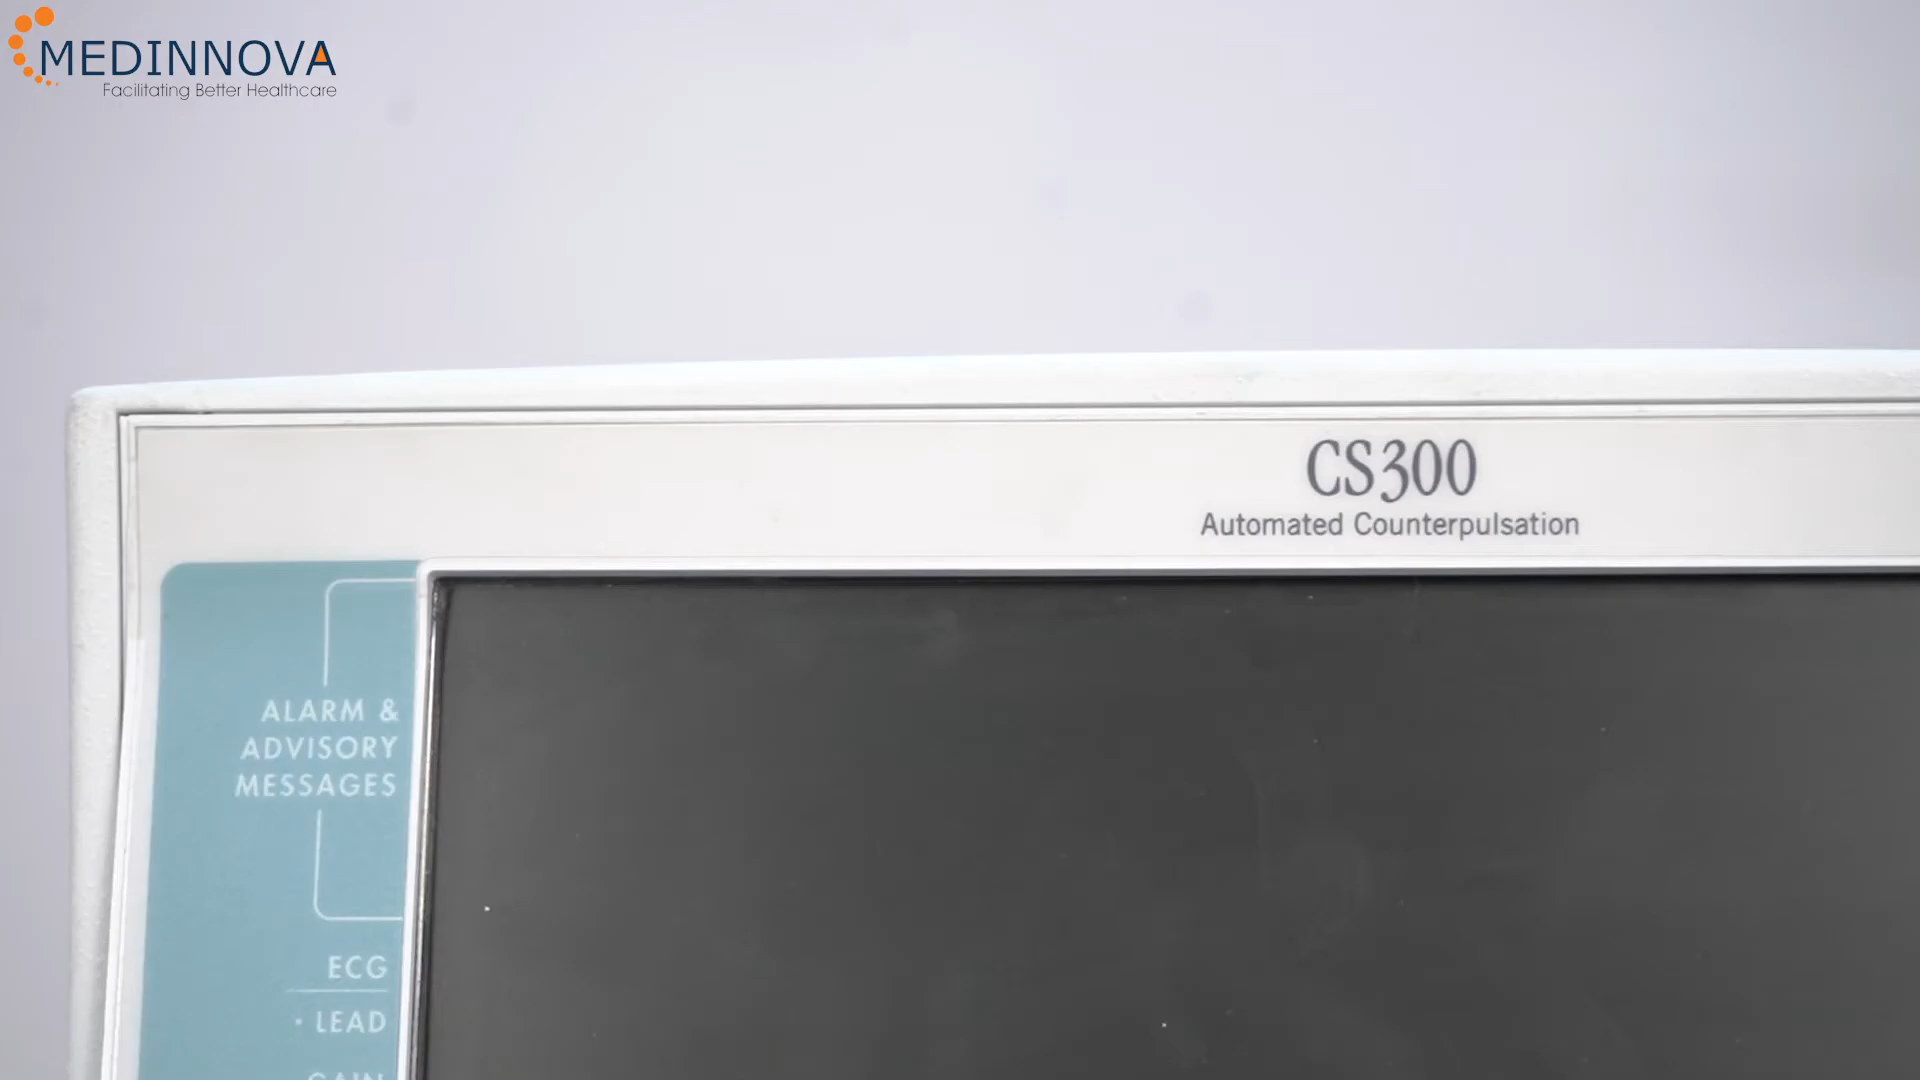 MEDINNOVA
Facilitating Better Healthcare
CS300
Automated Counterpulsation
ALARM &
ADVISORY
MESSAGES
ECG
· LEAD
GAIN